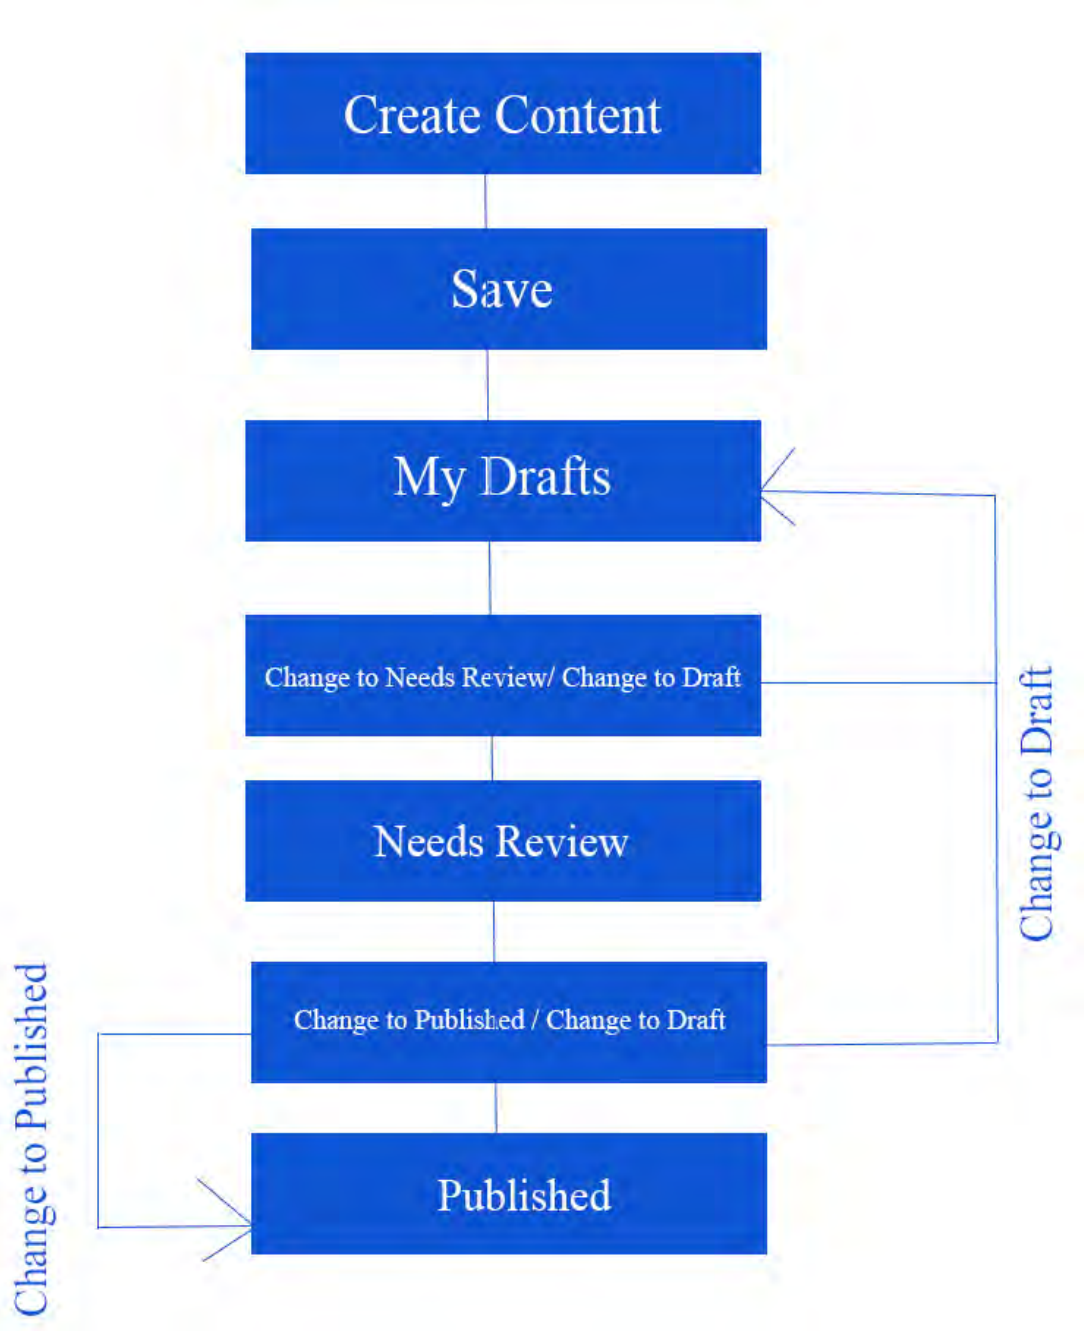 Create Content
Save
My Drafts
Change to Needs Review/ Change to Draft
Needs Review
Change to Published / Change to Draft
Published
Change to Draft
Change to Published